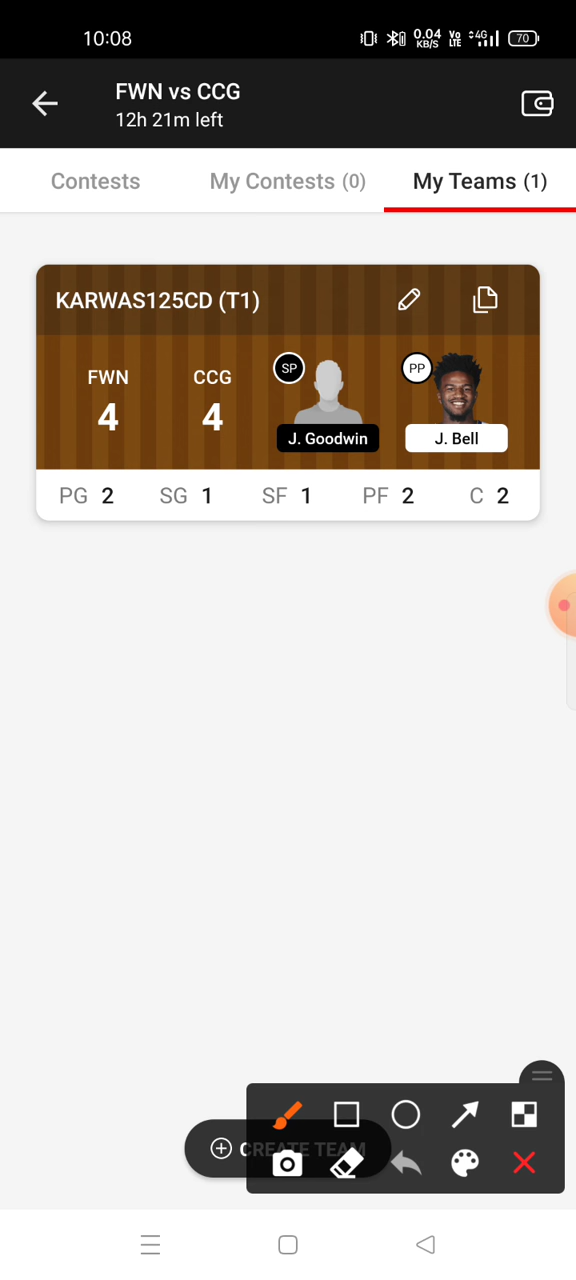 10:08 0.04 KB/S Vo LTE 4G 70
FWN vs CCG
12h 21m left
Contests My Contests (0) My Teams (1)
KARWAS125CD (T1)
FWN CCG SP PP
4 4
J. Goodwin J. Bell
PG 2 SG 1 SF 1 PF 2 C 2
CREATE TEAM